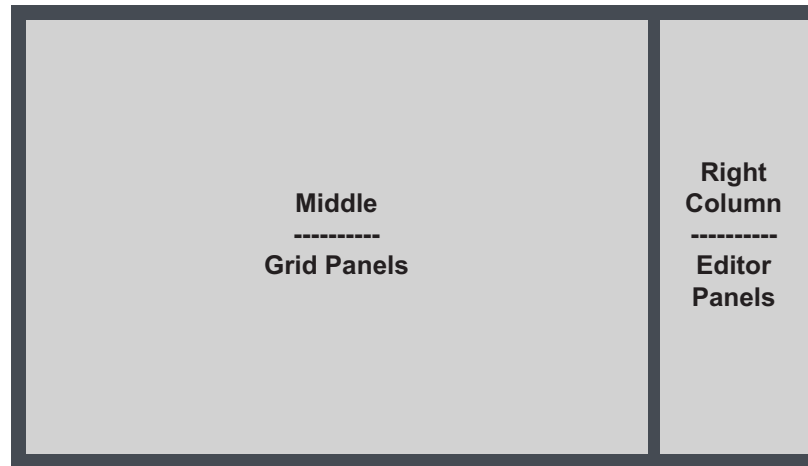 Middle
----------
Grid Panels
Right
Column
----------
Editor
Panels